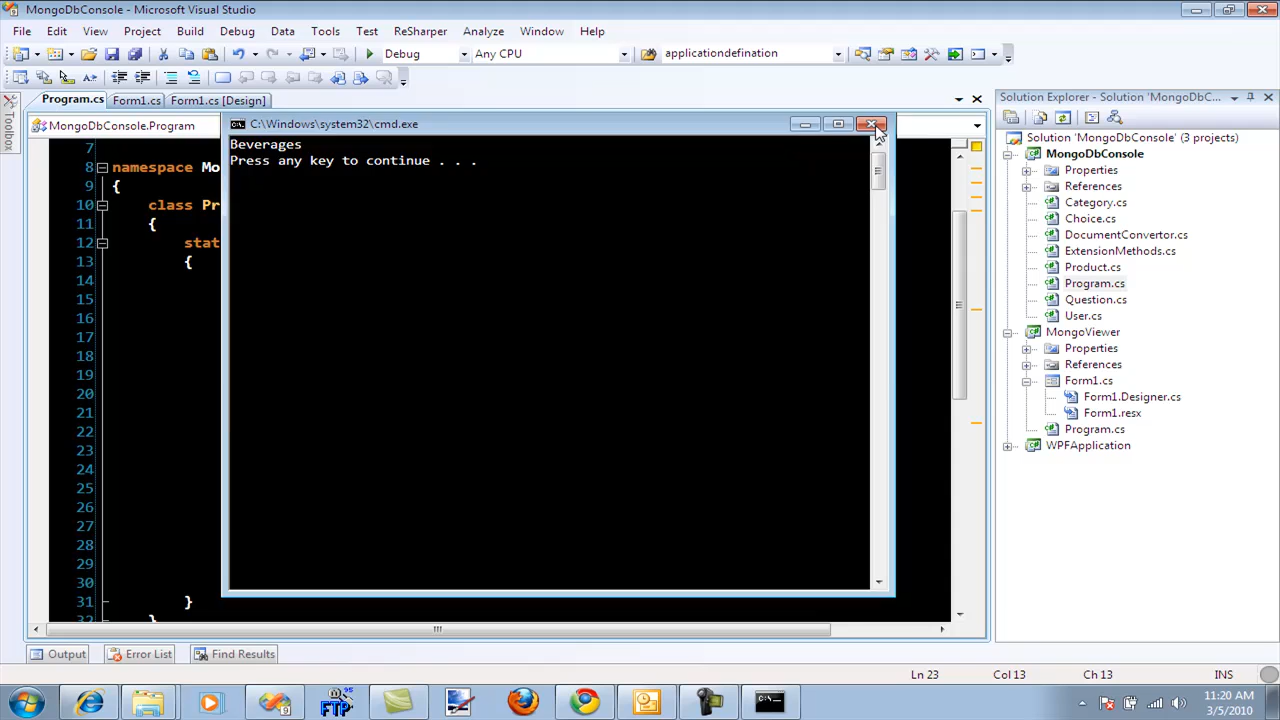 MongoDbConsole - Microsoft Visual Studio
File Edit View Project Build Debug Data Tools Test ReSharper Analyze Window Help
Debug Any CPU applicationdefination
Program.cs Form1.cs Form1.cs [Design]
MongoDbConsole.Program
C:\Windows\system32\cmd.exe
Beverages
Press any key to continue . . .
7
8 namespace Mo
9 {
10 class Pr
11 {
12 stat
13 {
14
15
16
17
18
19
20
21
22
23
24
25
26
27
28
29
30
31 }
32 }
Toolbox
Solution Explorer - Solution 'MongoDbC...
Solution 'MongoDbConsole' (3 projects)
MongoDbConsole
Properties
References
Category.cs
Choice.cs
DocumentConvertor.cs
ExtensionMethods.cs
Product.cs
Program.cs
Question.cs
User.cs
MongoViewer
Properties
References
Form1.cs
Form1.Designer.cs
Form1.resx
Program.cs
WPFApplication
Output Error List Find Results
Ln 23 Col 13 Ch 13 INS
FTP
11:20 AM
3/5/2010